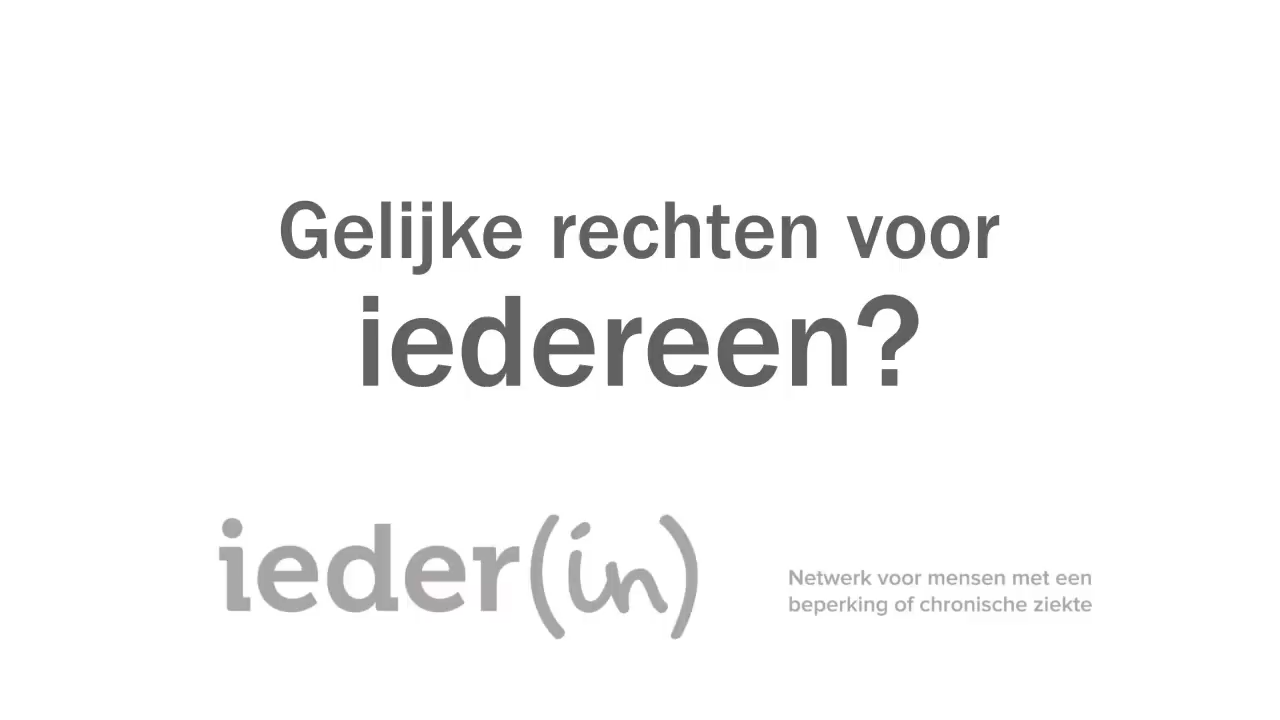 Gelijke rechten voor
iedereen?
ieder(in)
Netwerk voor mensen met een
beperking of chronische ziekte